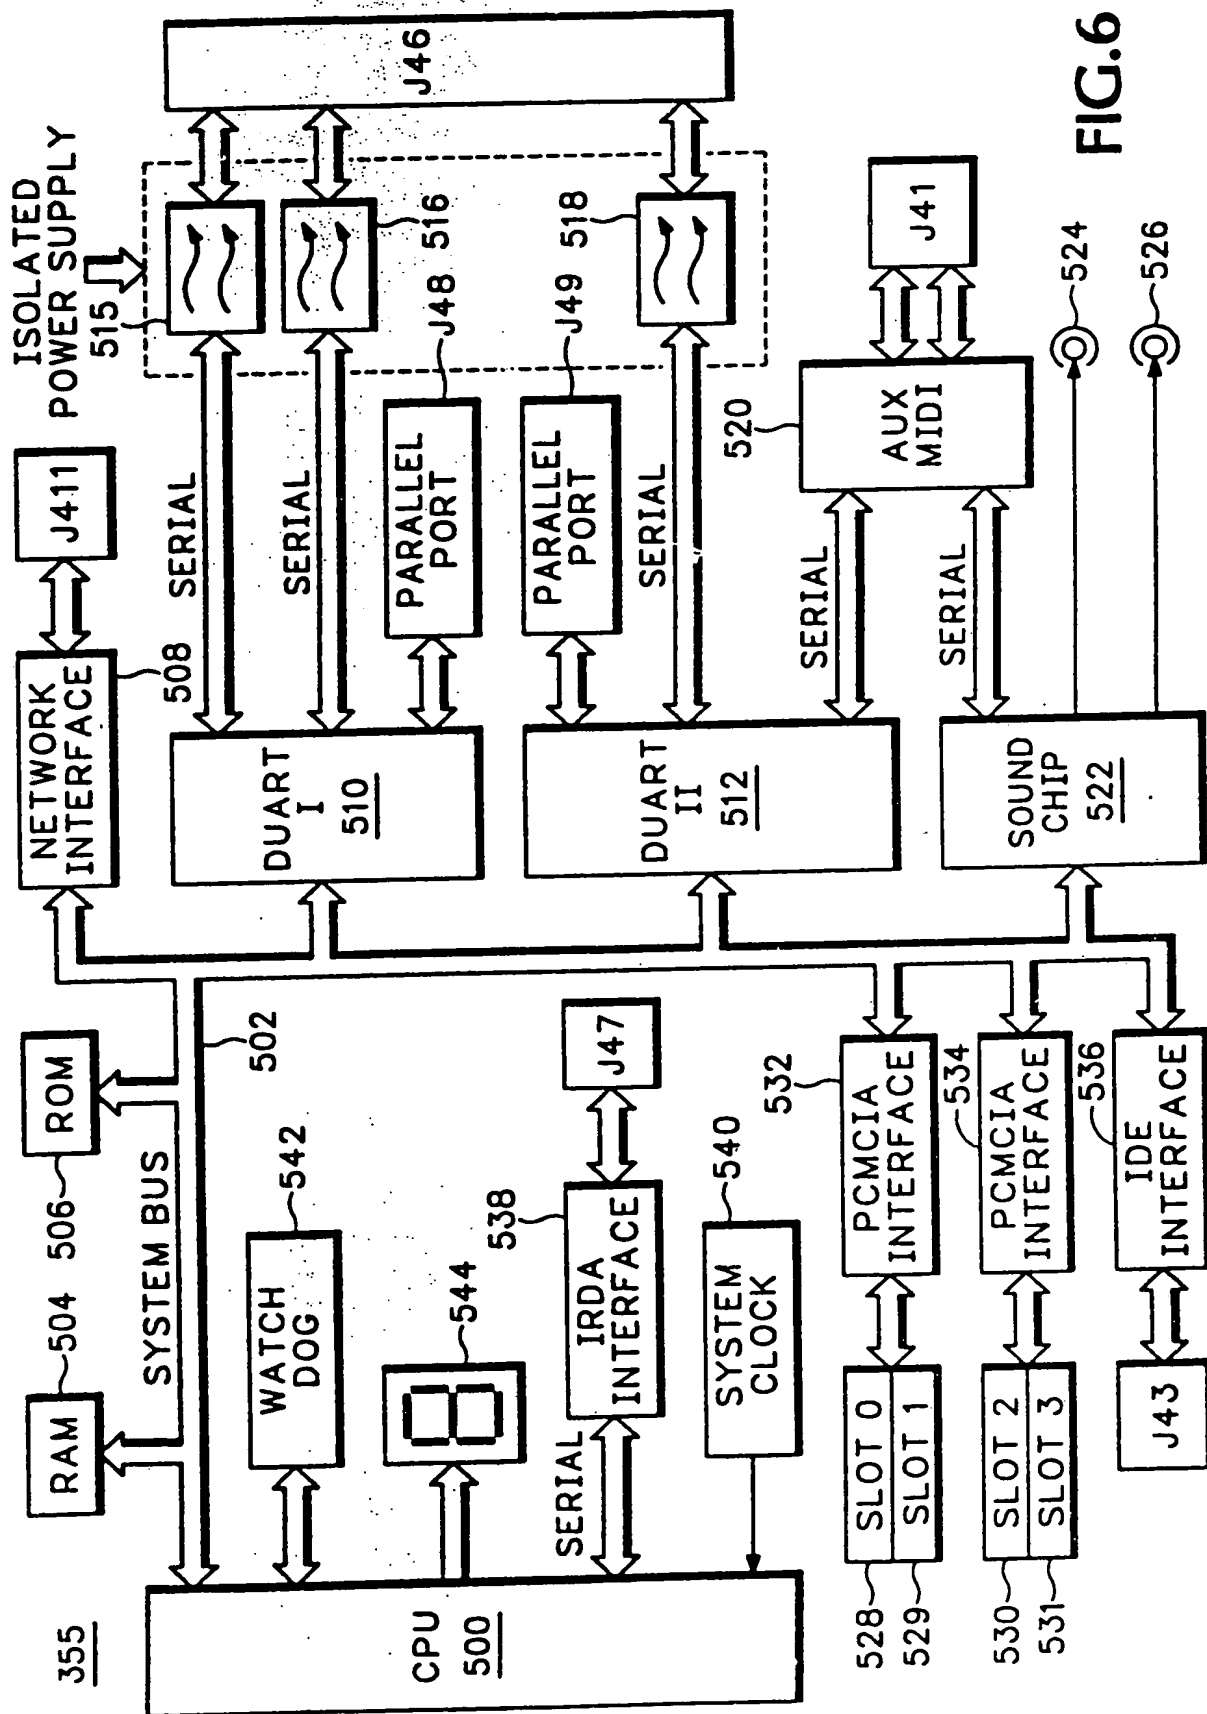 355
CPU
500
RAM
504
506
ROM
SYSTEM BUS
502
WATCH
DOG
542
544
SERIAL
IRDA
INTERFACE
538
J47
SYSTEM
CLOCK
540
528
529
SLOT 0
SLOT 1
PCMCIA
INTERFACE
532
530
531
SLOT 2
SLOT 3
PCMCIA
INTERFACE
534
J43
IDE
INTERFACE
536
NETWORK
INTERFACE
508
J411
DUART
I
510
SERIAL
SERIAL
PARALLEL
PORT
J48
ISOLATED
POWER SUPPLY
515
516
J46
DUART
II
512
PARALLEL
PORT
J49
SERIAL
518
SERIAL
AUX
MIDI
520
J41
SERIAL
SOUND
CHIP
522
524
526
FIG.6